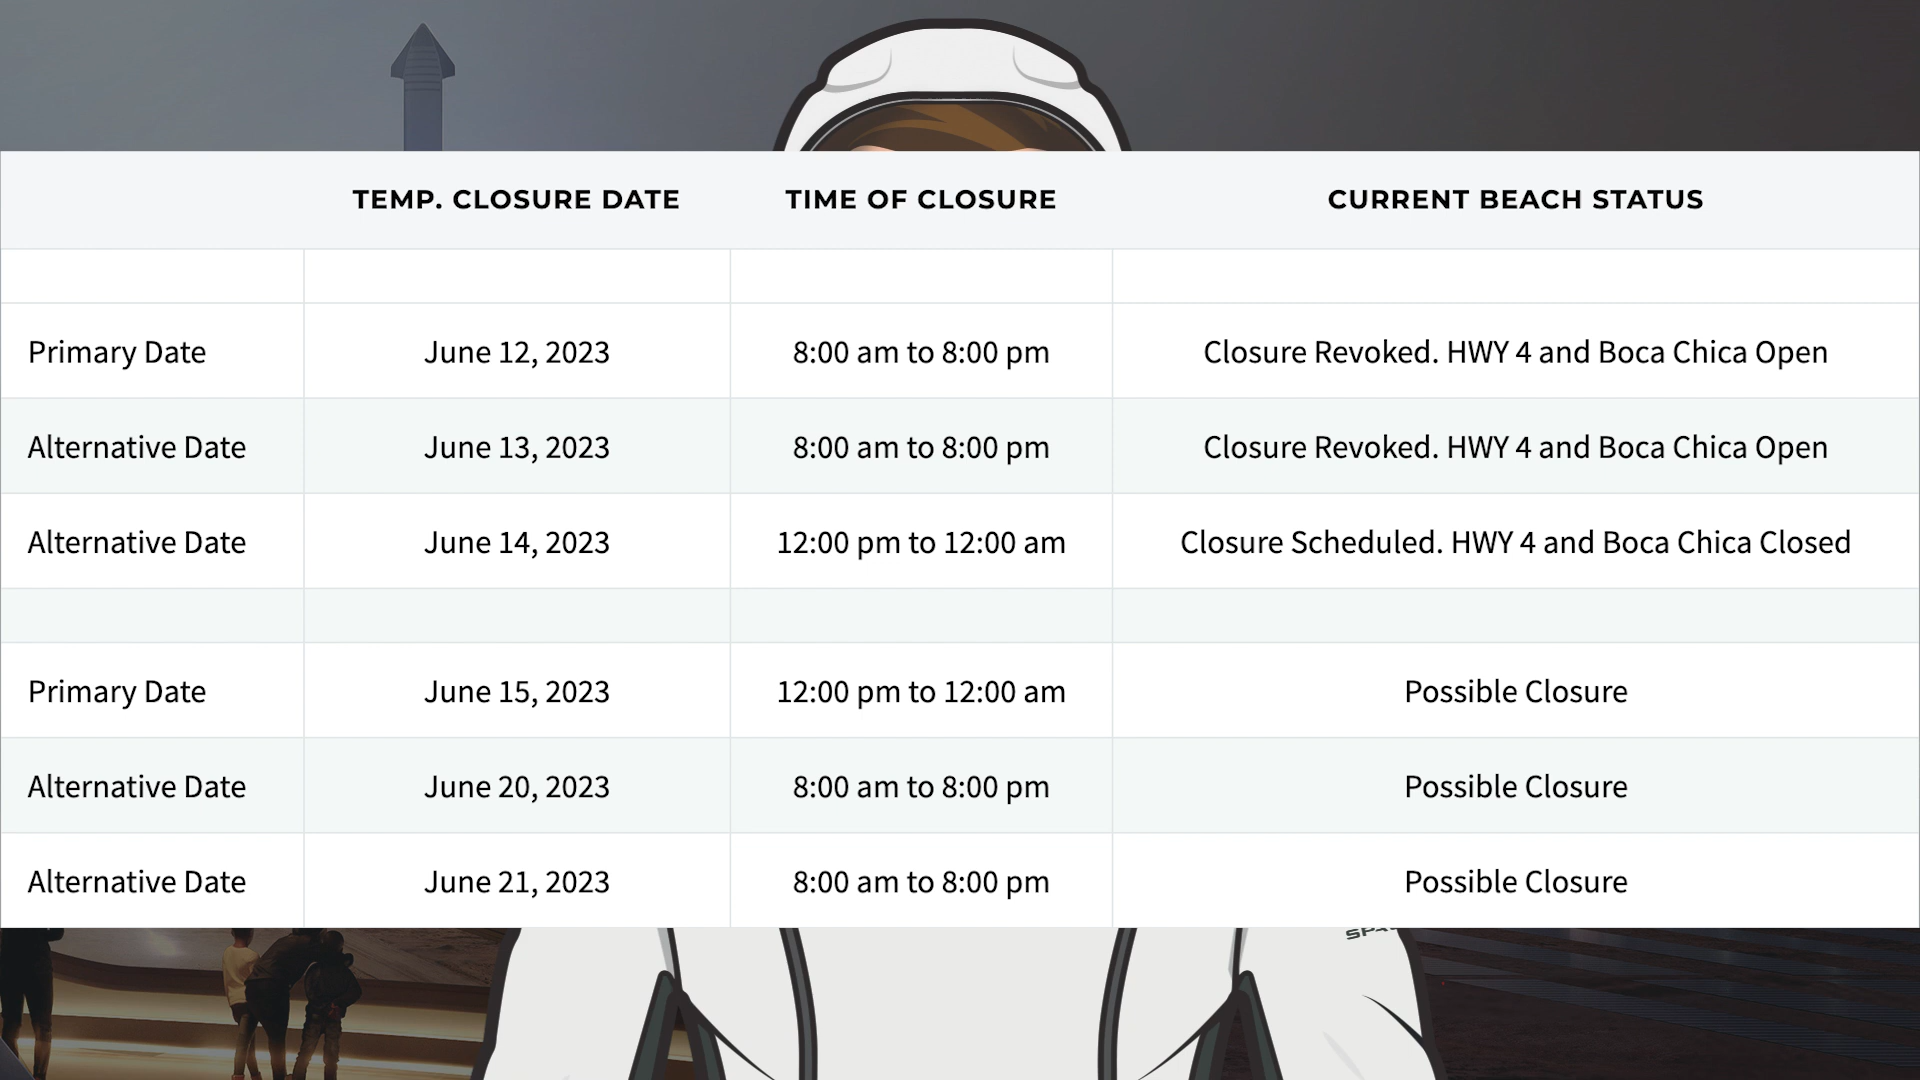 TEMP. CLOSURE DATE TIME OF CLOSURE CURRENT BEACH STATUS
Primary Date June 12, 2023 8:00 am to 8:00 pm Closure Revoked. HWY 4 and Boca Chica Open
Alternative Date June 13, 2023 8:00 am to 8:00 pm Closure Revoked. HWY 4 and Boca Chica Open
Alternative Date June 14, 2023 12:00 pm to 12:00 am Closure Scheduled. HWY 4 and Boca Chica Closed
Primary Date June 15, 2023 12:00 pm to 12:00 am Possible Closure
Alternative Date June 20, 2023 8:00 am to 8:00 pm Possible Closure
Alternative Date June 21, 2023 8:00 am to 8:00 pm Possible Closure